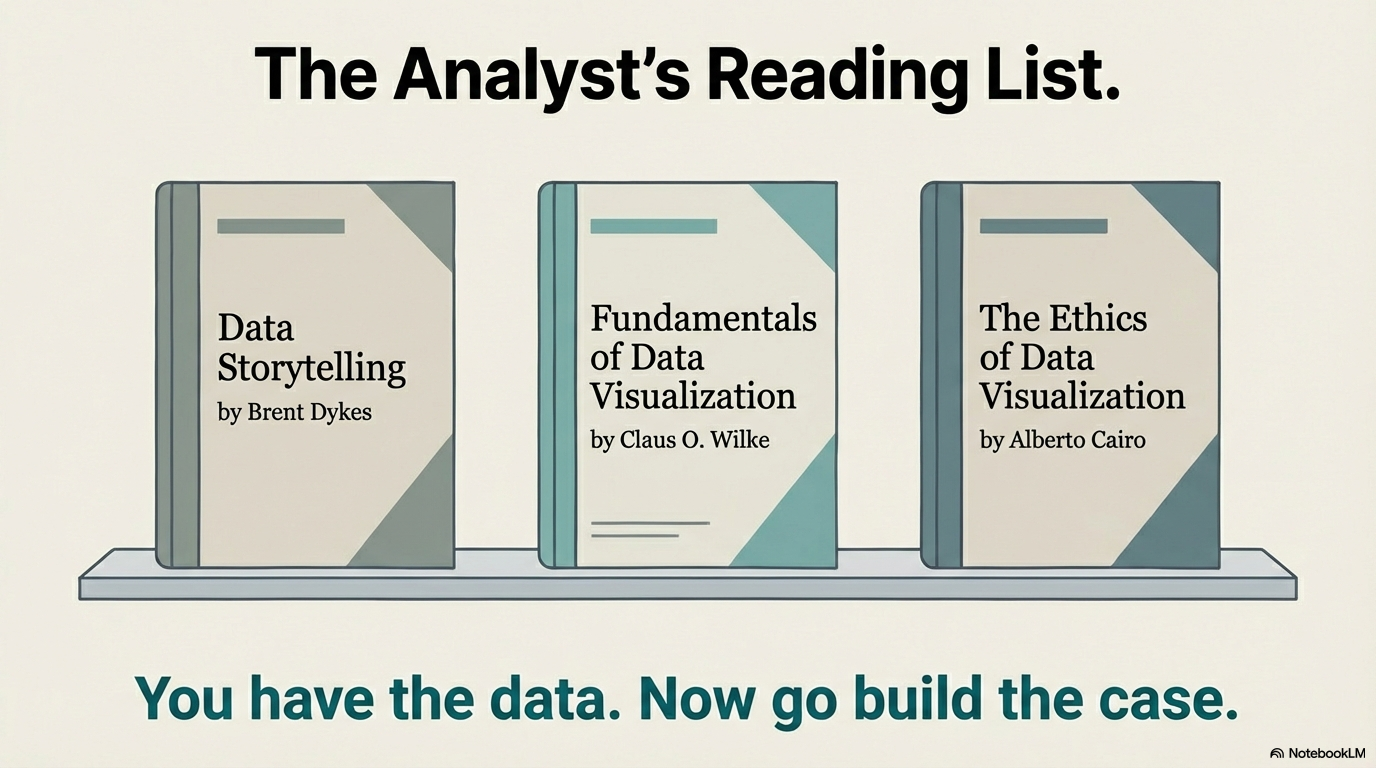 The Analyst’s Reading List.
Data
Storytelling
by Brent Dykes
Fundamentals
of Data
Visualization
by Claus O. Wilke
The Ethics
of Data
Visualization
by Alberto Cairo
You have the data. Now go build the case.
NotebookLM